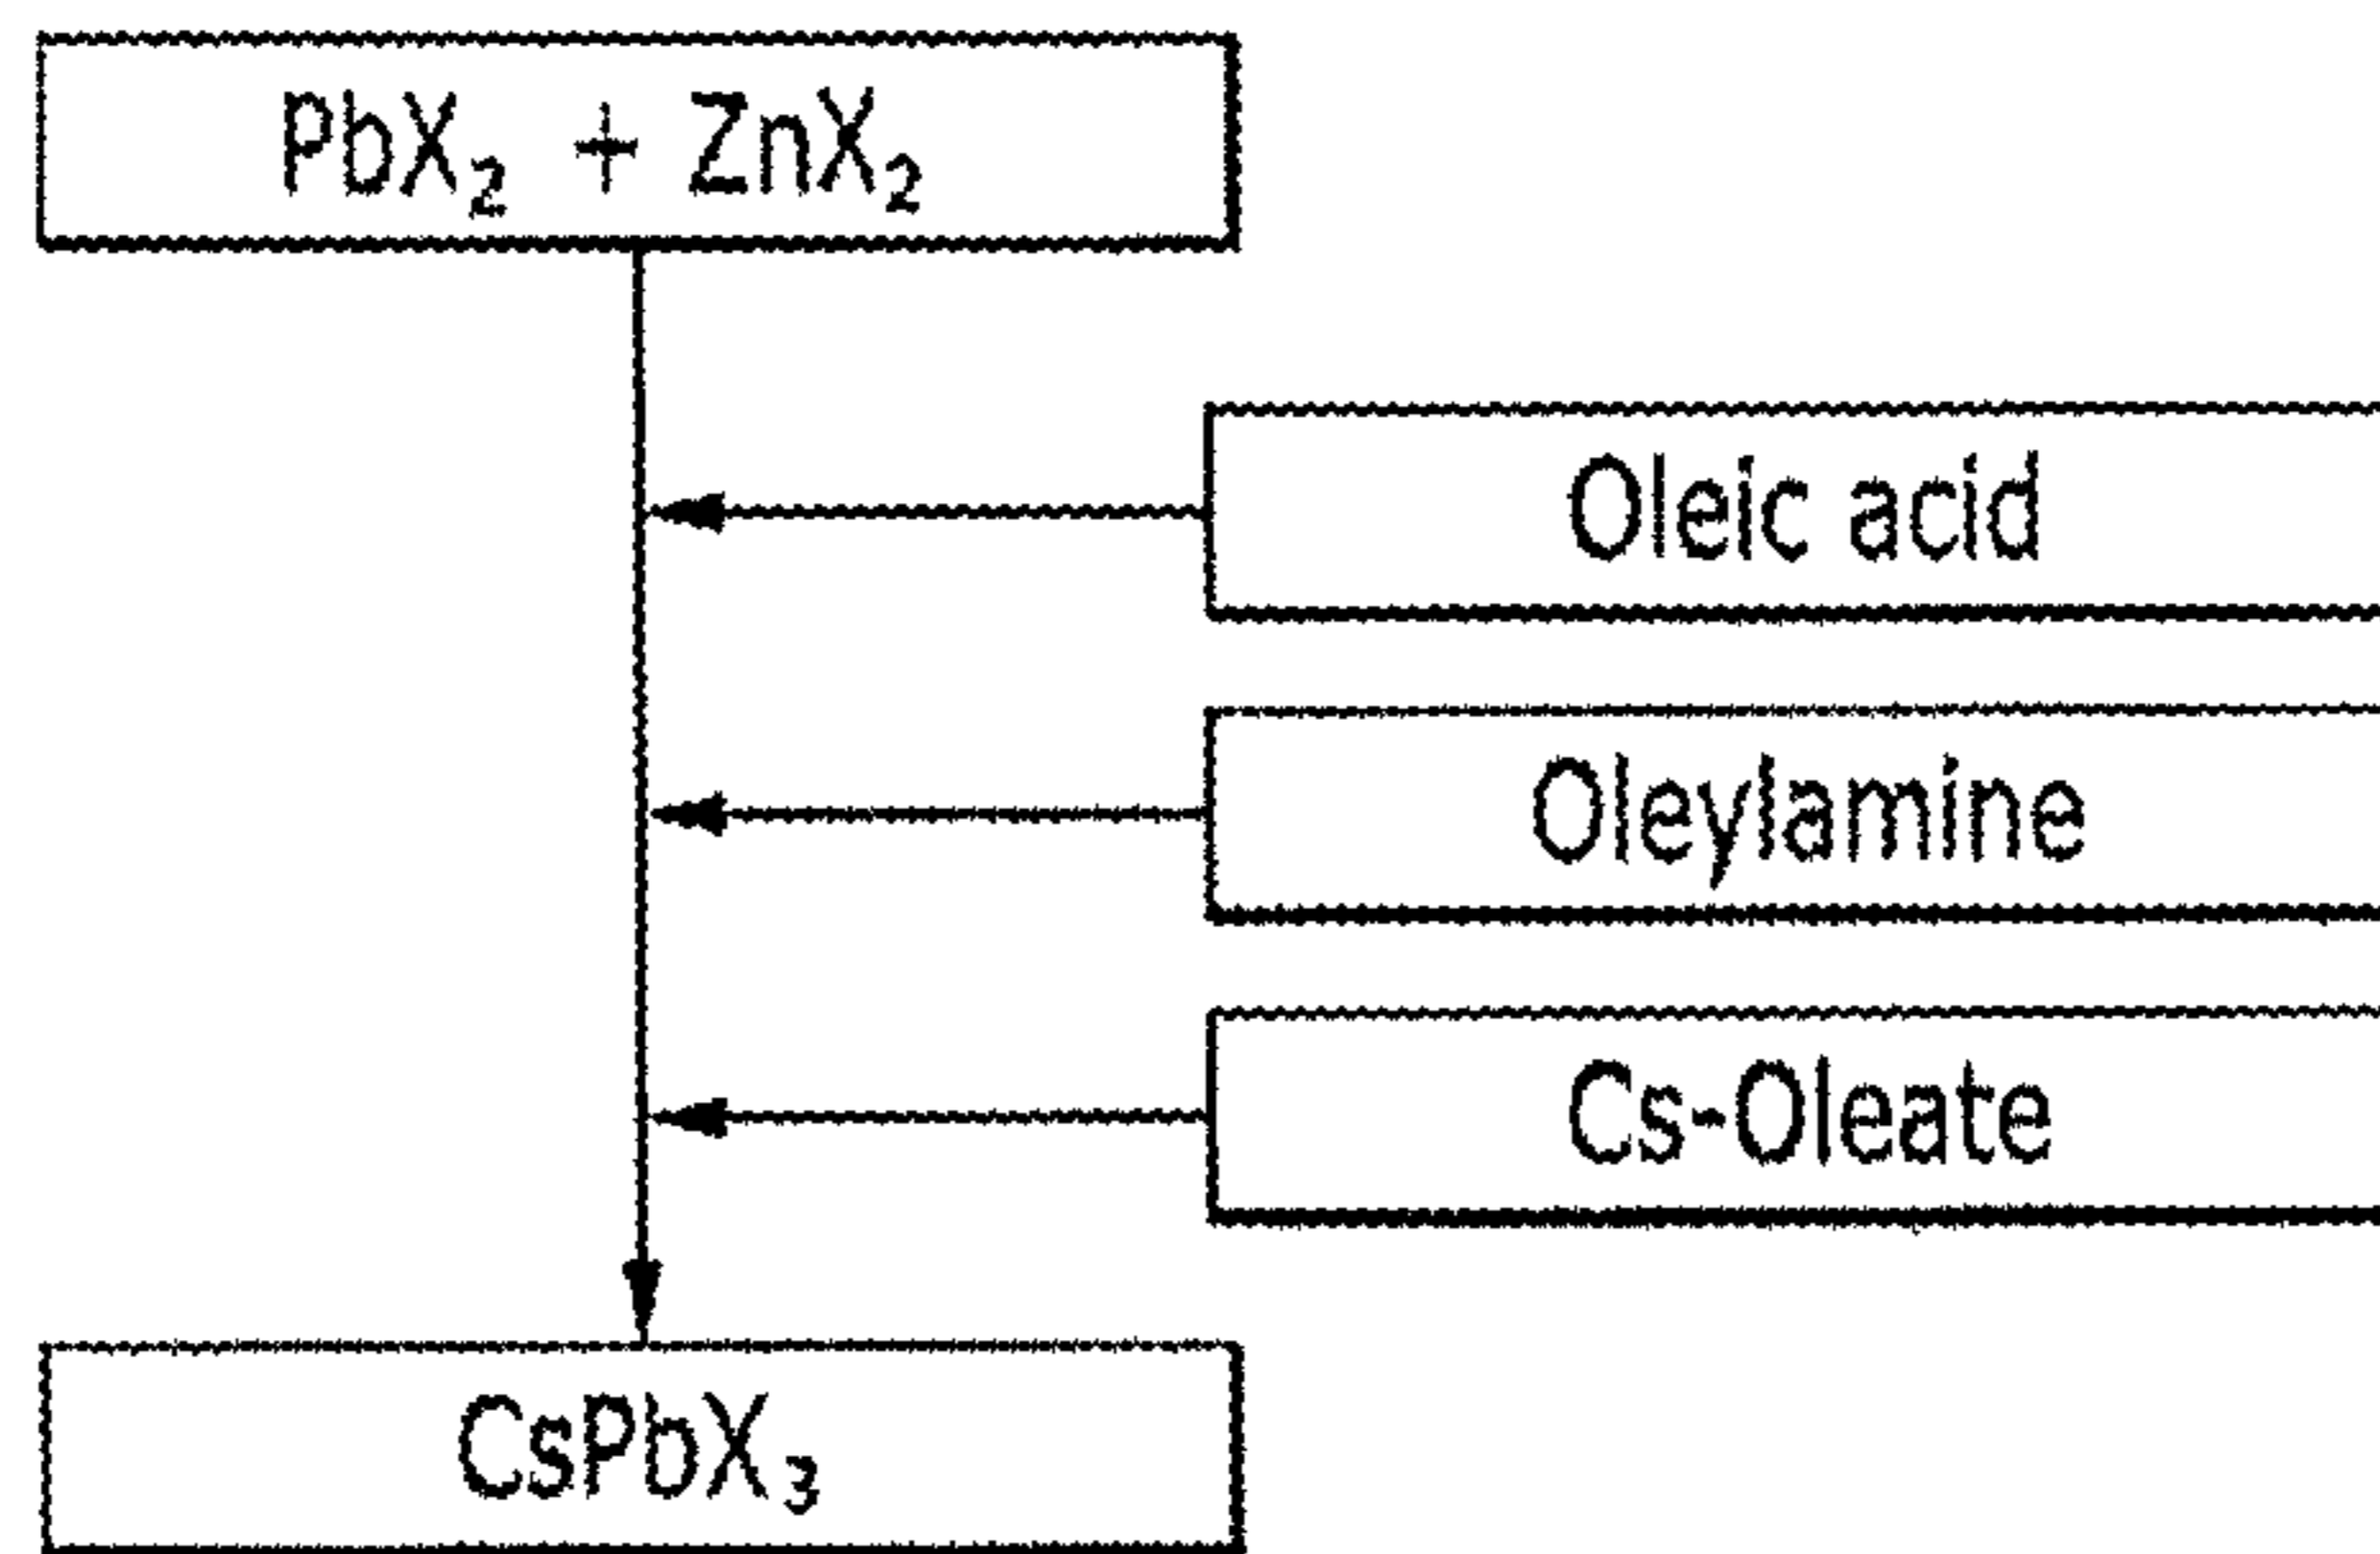 PbX₂ + ZnX₂
Oleic acid
Oleylamine
Cs-Oleate
CsPbX₃